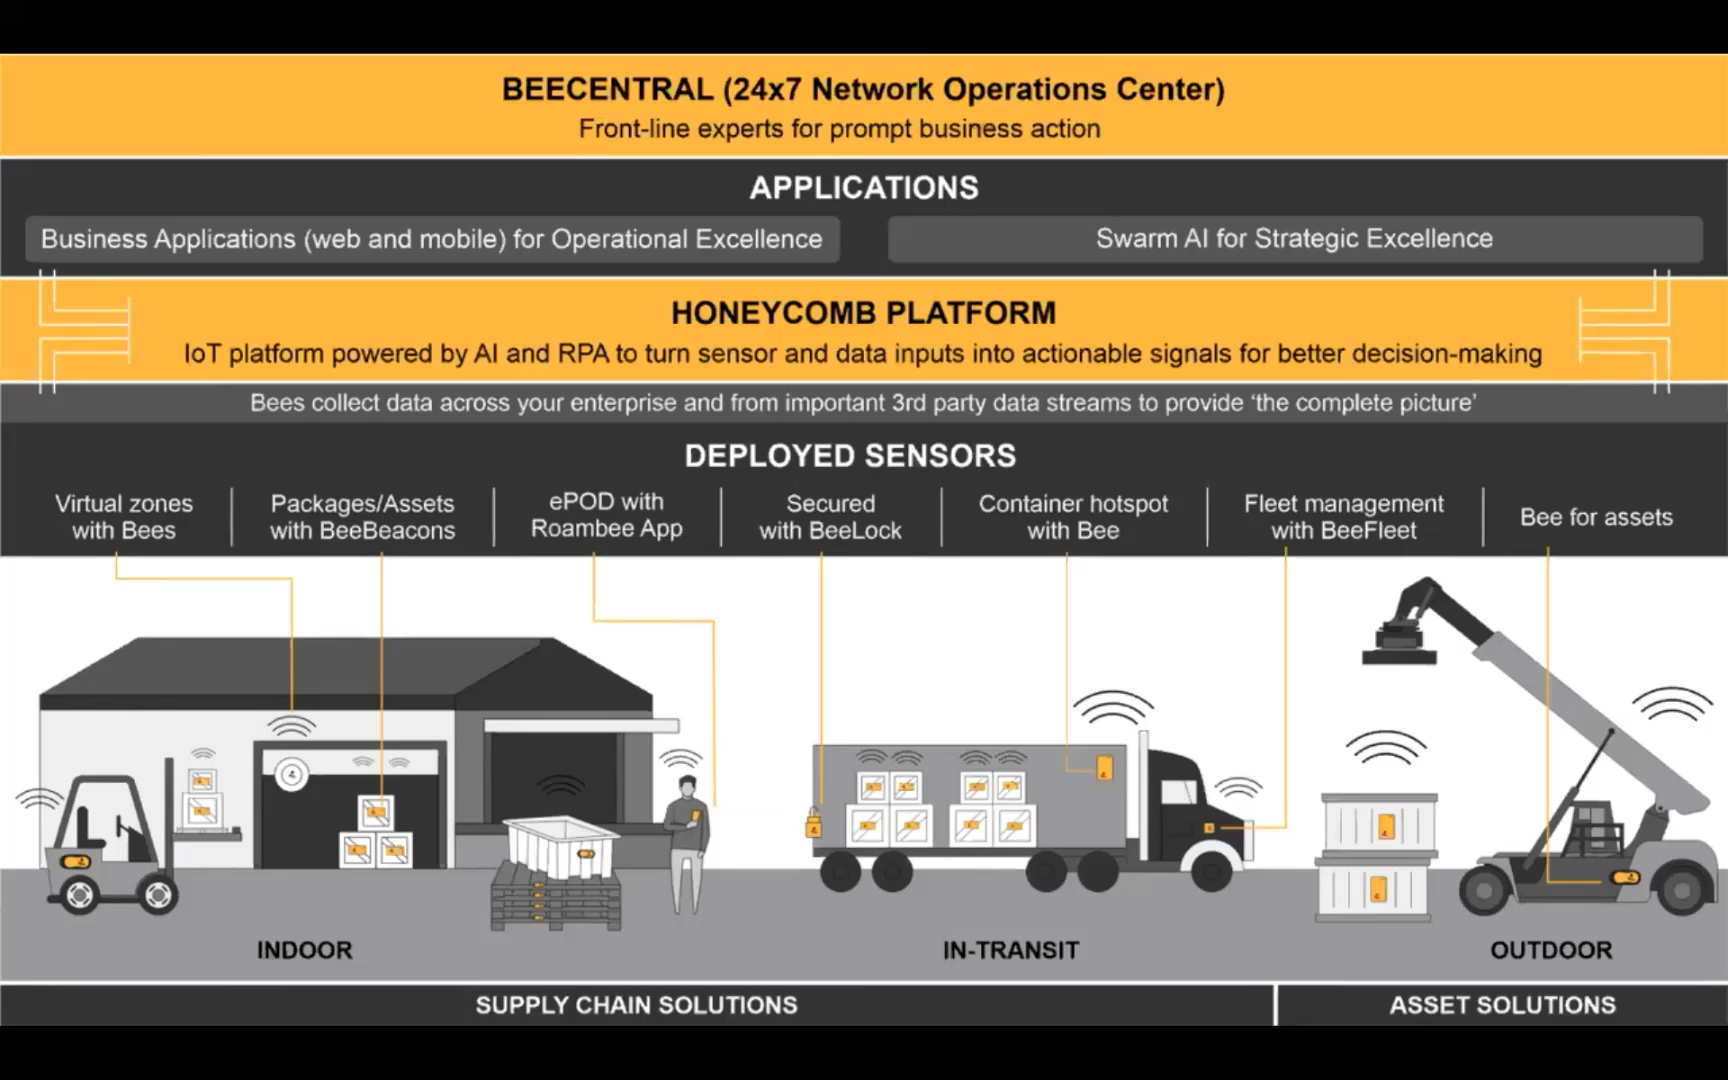 BEECENTRAL (24x7 Network Operations Center)
Front-line experts for prompt business action
APPLICATIONS
Business Applications (web and mobile) for Operational Excellence
Swarm AI for Strategic Excellence
HONEYCOMB PLATFORM
IoT platform powered by AI and RPA to turn sensor and data inputs into actionable signals for better decision-making
Bees collect data across your enterprise and from important 3rd party data streams to provide ‘the complete picture’
DEPLOYED SENSORS
Virtual zones
with Bees
Packages/Assets
with BeeBeacons
ePOD with
Roambee App
Secured
with BeeLock
Container hotspot
with Bee
Fleet management
with BeeFleet
Bee for assets
INDOOR
IN-TRANSIT
OUTDOOR
SUPPLY CHAIN SOLUTIONS
ASSET SOLUTIONS